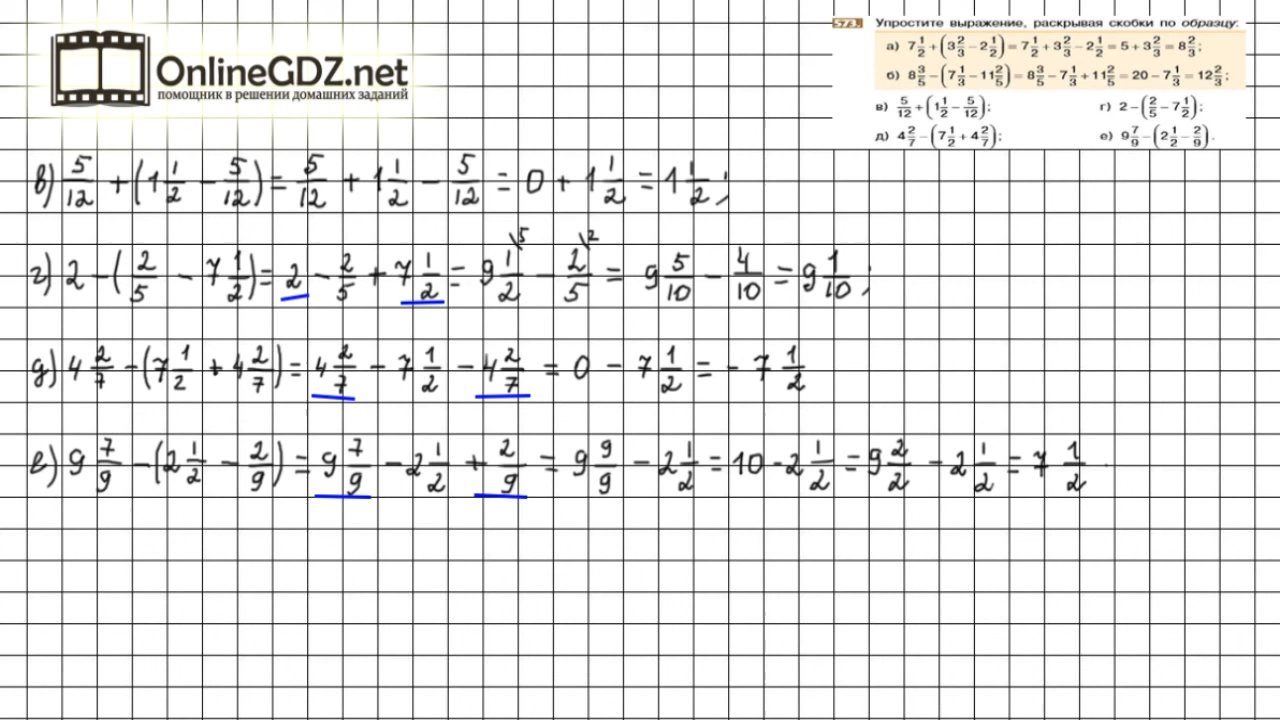 OnlineGDZ.net
помощник в решении домашних заданий
573. Упростите выражение, раскрывая скобки по образцу:
а) 7 1/2 + (3 2/3 − 2 1/2) = 7 1/2 + 3 2/3 − 2 1/2 = 5 + 3 2/3 = 8 2/3;
б) 8 3/5 − (7 1/3 − 11 2/5) = 8 3/5 − 7 1/3 + 11 2/5 = 20 − 7 1/3 = 12 2/3;
в) 5/12 + (1 1/2 − 5/12); г) 2 − (2/5 − 7 1/2);
д) 4 2/7 − (7 1/2 + 4 2/7); е) 9 7/9 − (2 1/2 − 2/9).
в) 5/12 + (1 1/2 − 5/12) = 5/12 + 1 1/2 − 5/12 = 0 + 1 1/2 = 1 1/2;
г) 2 − (2/5 − 7 1/2) = 2 − 2/5 + 7 1/2 = 9 1/2 \5 − 2/5 \2 = 9 5/10 − 4/10 = 9 1/10;
д) 4 2/7 − (7 1/2 + 4 2/7) = 4 2/7 − 7 1/2 − 4 2/7 = 0 − 7 1/2 = − 7 1/2
е) 9 7/9 − (2 1/2 − 2/9) = 9 7/9 − 2 1/2 + 2/9 = 9 9/9 − 2 1/2 = 10 − 2 1/2 = 9 2/2 − 2 1/2 = 7 1/2